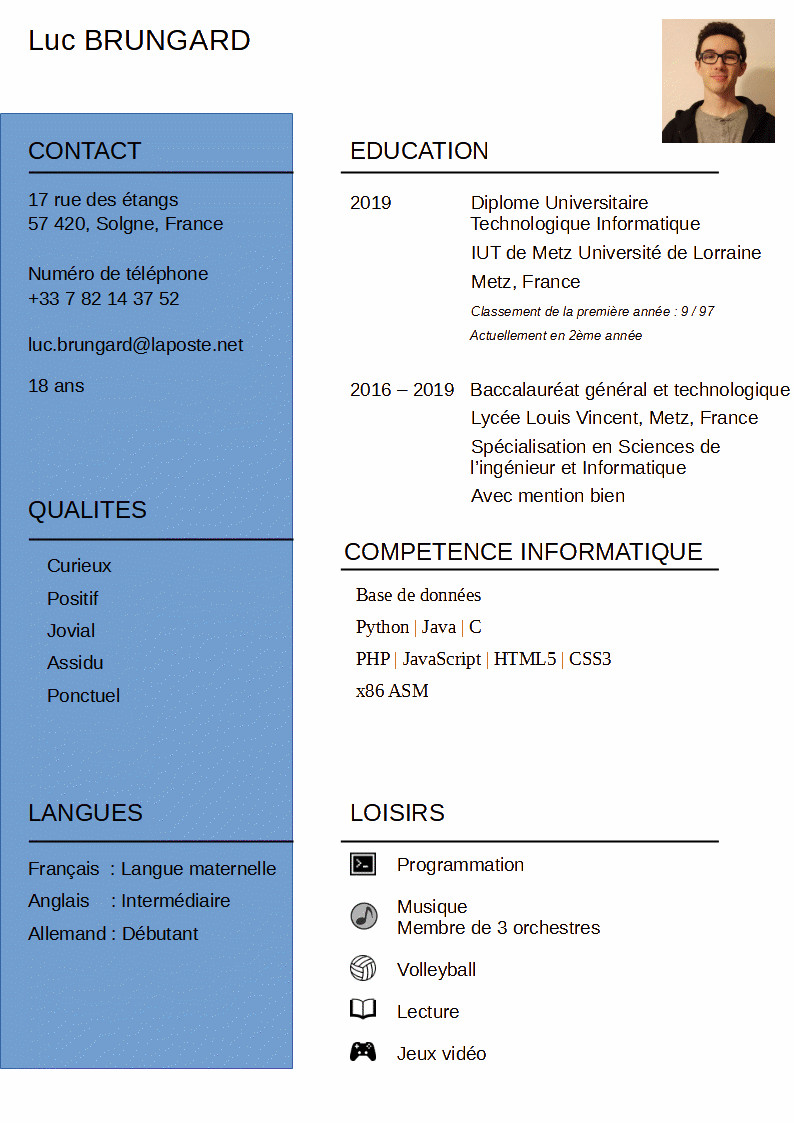 Luc BRUNGARD
CONTACT
17 rue des étangs
57 420, Solgne, France
Numéro de téléphone
+33 7 82 14 37 52
luc.brungard@laposte.net
18 ans
QUALITES
Curieux
Positif
Jovial
Assidu
Ponctuel
LANGUES
Français : Langue maternelle
Anglais : Intermédiaire
Allemand : Débutant
EDUCATION
2019 Diplome Universitaire
Technologique Informatique
IUT de Metz Université de Lorraine
Metz, France
Classement de la première année : 9 / 97
Actuellement en 2ème année
2016 – 2019 Baccalauréat général et technologique
Lycée Louis Vincent, Metz, France
Spécialisation en Sciences de
l'ingénieur et Informatique
Avec mention bien
COMPETENCE INFORMATIQUE
Base de données
Python | Java | C
PHP | JavaScript | HTML5 | CSS3
x86 ASM
LOISIRS
Programmation
Musique
Membre de 3 orchestres
Volleyball
Lecture
Jeux vidéo